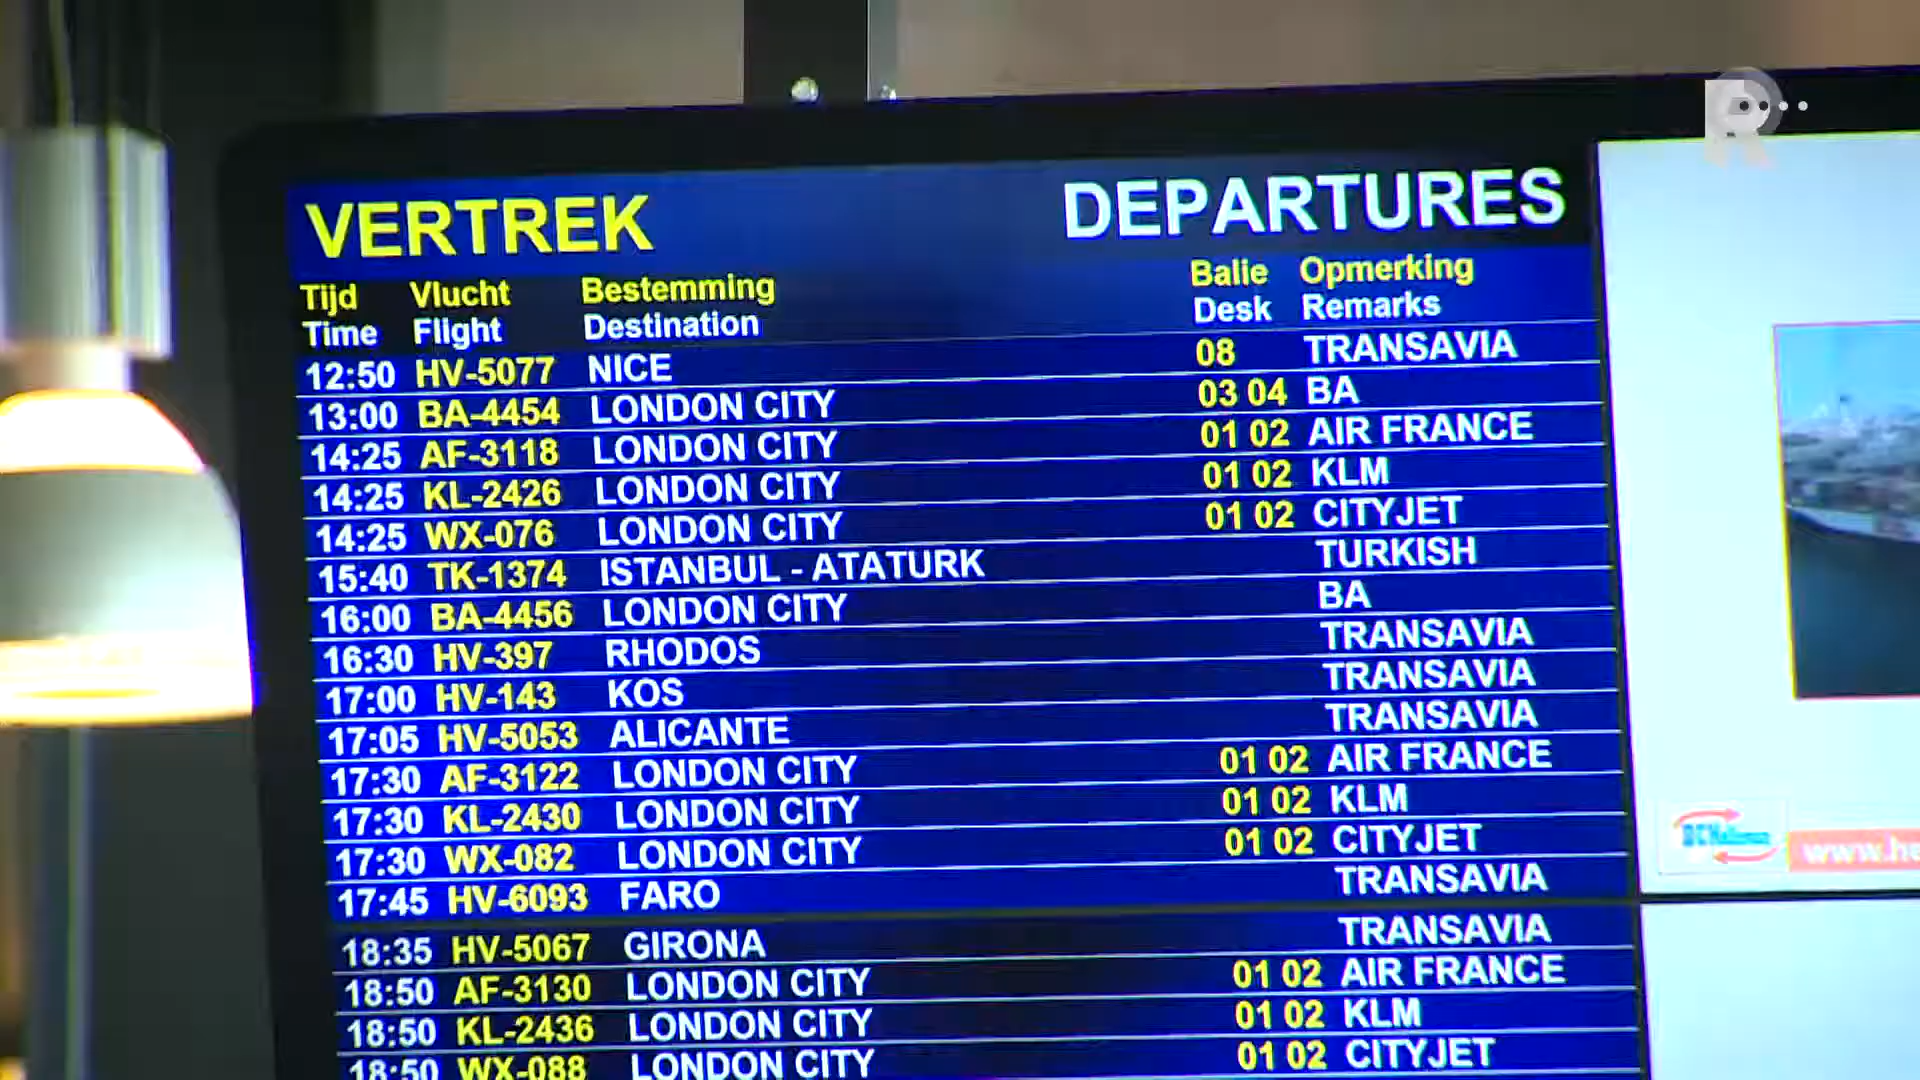 VERTREK DEPARTURES
Tijd Vlucht Bestemming Balie Opmerking
Time Flight Destination Desk Remarks
12:50 HV-5077 NICE 08 TRANSAVIA
13:00 BA-4454 LONDON CITY 03 04 BA
14:25 AF-3118 LONDON CITY 01 02 AIR FRANCE
14:25 KL-2426 LONDON CITY 01 02 KLM
14:25 WX-076 LONDON CITY 01 02 CITYJET
15:40 TK-1374 ISTANBUL - ATATURK TURKISH
16:00 BA-4456 LONDON CITY BA
16:30 HV-397 RHODOS TRANSAVIA
17:00 HV-143 KOS TRANSAVIA
17:05 HV-5053 ALICANTE TRANSAVIA
17:30 AF-3122 LONDON CITY 01 02 AIR FRANCE
17:30 KL-2430 LONDON CITY 01 02 KLM
17:30 WX-082 LONDON CITY 01 02 CITYJET
17:45 HV-6093 FARO TRANSAVIA
18:35 HV-5067 GIRONA TRANSAVIA
18:50 AF-3130 LONDON CITY 01 02 AIR FRANCE
18:50 KL-2436 LONDON CITY 01 02 KLM
18:50 WX-088 LONDON CITY 01 02 CITYJET
R
www.he